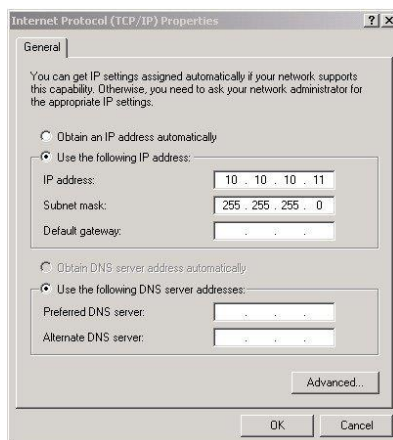 Internet Protocol (TCP/IP) Properties
General
You can get IP settings assigned automatically if your network supports
this capability. Otherwise, you need to ask your network administrator for
the appropriate IP settings.
Obtain an IP address automatically
Use the following IP address:
IP address: 10 . 10 . 10 . 11
Subnet mask: 255 . 255 . 255 . 0
Default gateway: . . .
Obtain DNS server address automatically
Use the following DNS server addresses:
Preferred DNS server: . . .
Alternate DNS server: . . .
Advanced...
OK Cancel